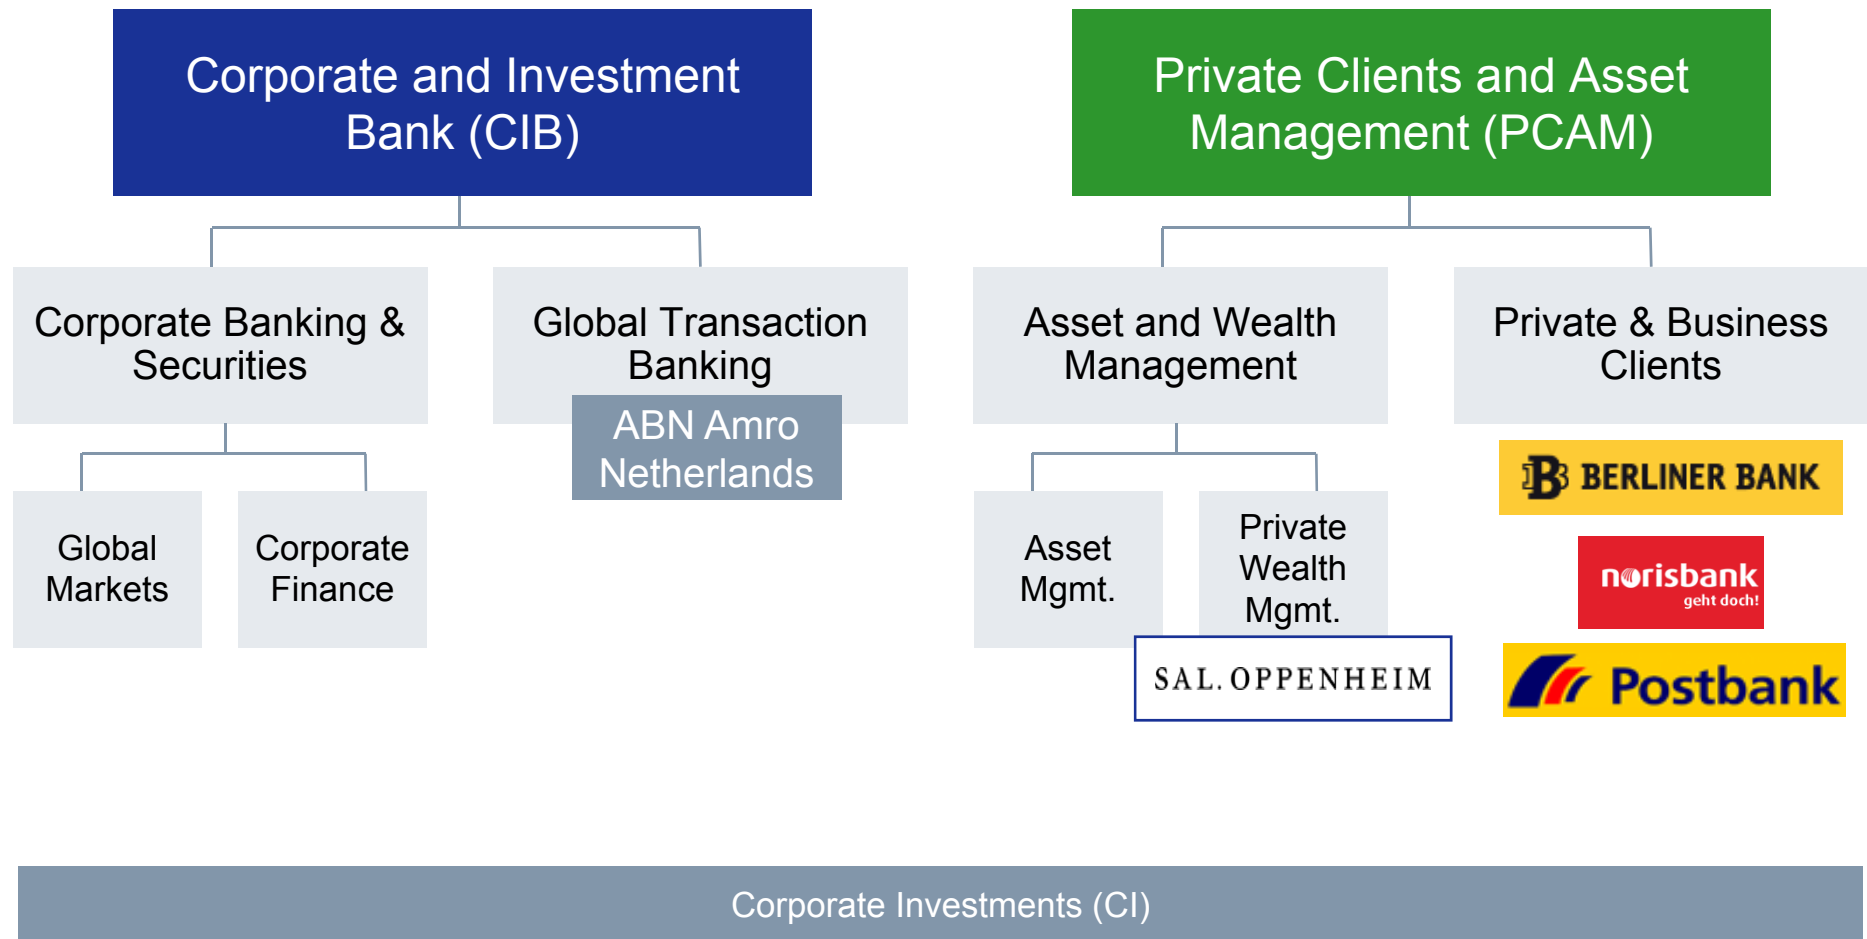 Corporate and Investment
Bank (CIB)
Private Clients and Asset
Management (PCAM)
Corporate Banking &
Securities
Global Transaction
Banking
ABN Amro
Netherlands
Asset and Wealth
Management
Private & Business
Clients
Global
Markets
Corporate
Finance
Asset
Mgmt.
Private
Wealth
Mgmt.
SAL. OPPENHEIM
B BERLINER BANK
norisbank
geht doch!
Postbank
Corporate Investments (CI)